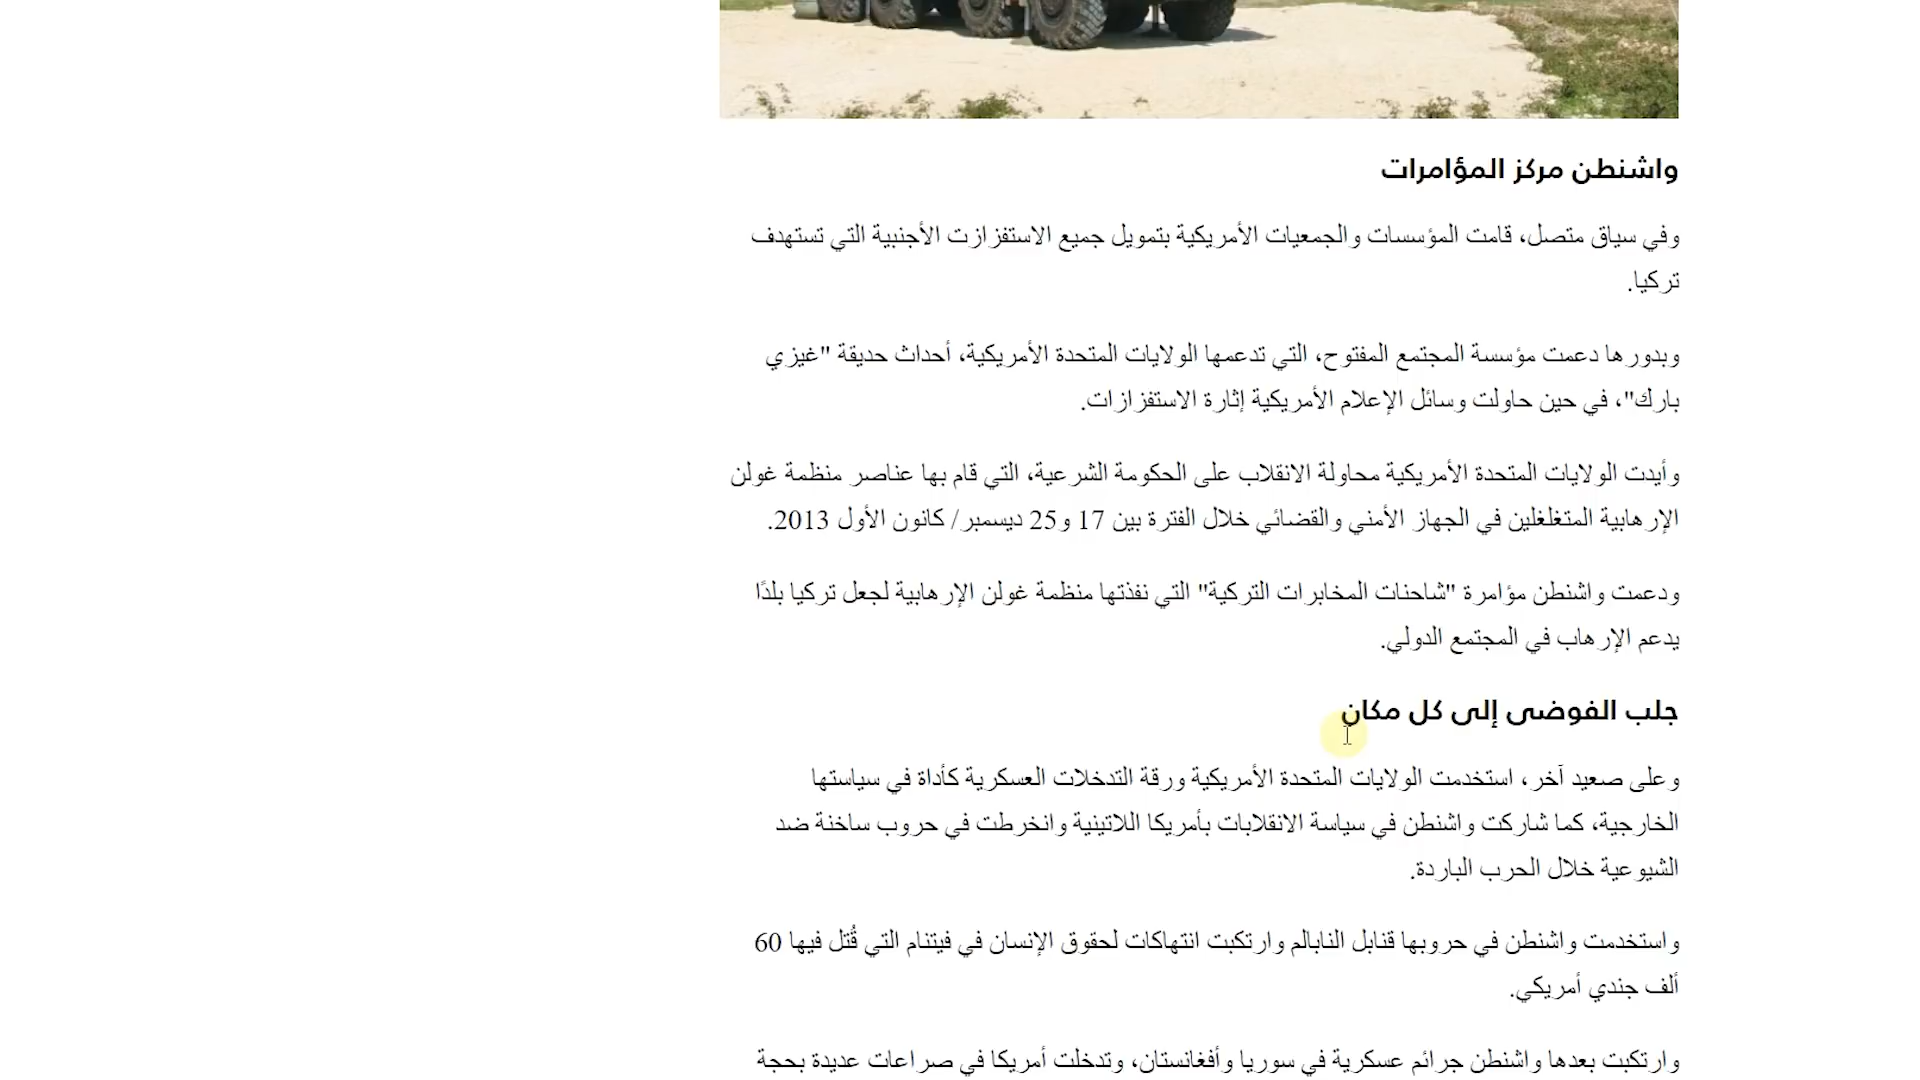 واشنطن مركز المؤامرات
وفي سياق متصل، قامت المؤسسات والجمعيات الأمريكية بتمويل جميع الاستفزازت الأجنبية التي تستهدف
تركيا.
وبدورها دعمت مؤسسة المجتمع المفتوح، التي تدعمها الولايات المتحدة الأمريكية، أحداث حديقة "غيزي
بارك"، في حين حاولت وسائل الإعلام الأمريكية إثارة الاستفزازات.
وأيدت الولايات المتحدة الأمريكية محاولة الانقلاب على الحكومة الشرعية، التي قام بها عناصر منظمة غولن
الإرهابية المتغلغلين في الجهاز الأمني والقضائي خلال الفترة بين 17 و25 ديسمبر/ كانون الأول 2013.
ودعمت واشنطن مؤامرة "شاحنات المخابرات التركية" التي نفذتها منظمة غولن الإرهابية لجعل تركيا بلدًا
يدعم الإرهاب في المجتمع الدولي.
جلب الفوضى إلى كل مكان
وعلى صعيد آخر، استخدمت الولايات المتحدة الأمريكية ورقة التدخلات العسكرية كأداة في سياستها
الخارجية، كما شاركت واشنطن في سياسة الانقلابات بأمريكا اللاتينية وانخرطت في حروب ساخنة ضد
الشيوعية خلال الحرب الباردة.
واستخدمت واشنطن في حروبها قنابل النابالم وارتكبت انتهاكات لحقوق الإنسان في فيتنام التي قُتل فيها 60
ألف جندي أمريكي.
وارتكبت بعدها واشنطن جرائم عسكرية في سوريا وأفغانستان، وتدخلت أمريكا في صراعات عديدة بحجة